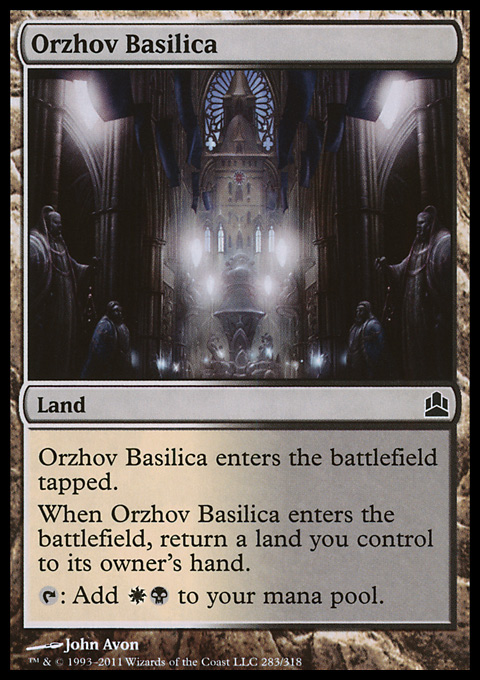 Orzhov Basilica
Land
Orzhov Basilica enters the battlefield
tapped.
When Orzhov Basilica enters the
battlefield, return a land you control
to its owner's hand.
: Add to your mana pool.
John Avon
™ & © 1993–2011 Wizards of the Coast LLC 283/318